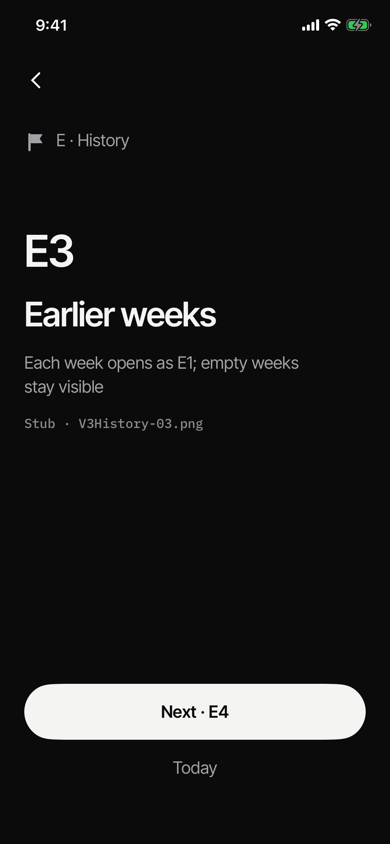 9:41
E · History
E3
Earlier weeks
Each week opens as E1; empty weeks
stay visible
Stub · V3History-03.png
Next · E4
Today